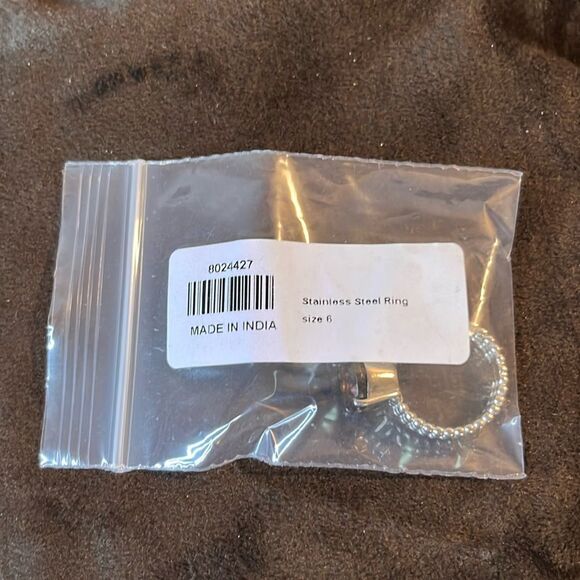 8024427
MADE IN INDIA
Stainless Steel Ring
size 6